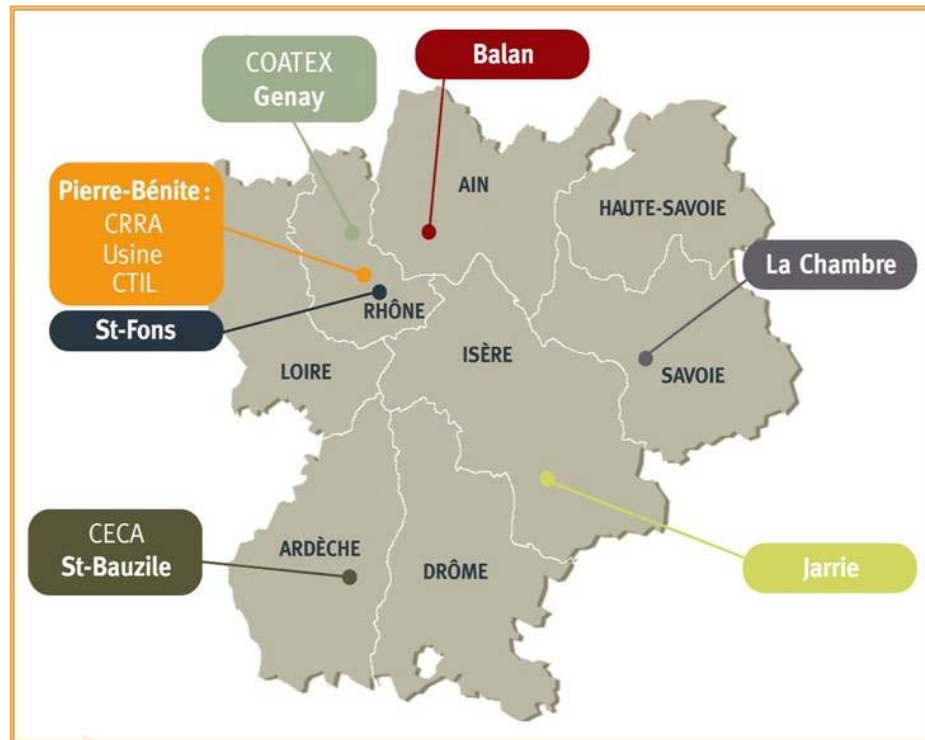 COATEX
Genay
Balan
Pierre-Bénite :
CRRA
Usine
CTIL
St-Fons
AIN
HAUTE-SAVOIE
La Chambre
RHÔNE
ISÈRE
LOIRE
SAVOIE
CECA
St-Bauzile
ARDÈCHE
DRÔME
Jarrie